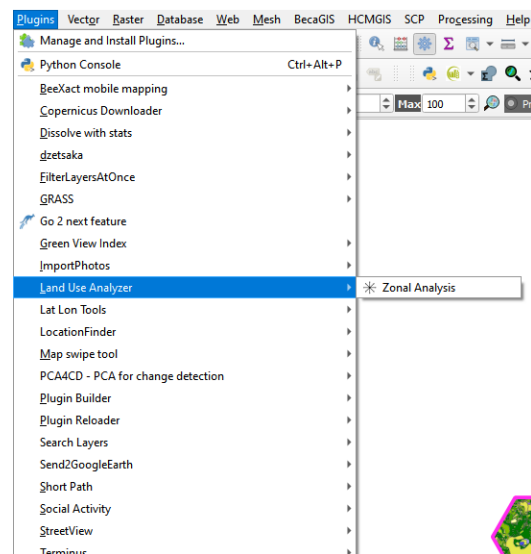 Plugins Vector Raster Database Web Mesh BecaGIS HCMGIS SCP Processing Help
Manage and Install Plugins...
Python Console Ctrl+Alt+P
BeeXact mobile mapping
Copernicus Downloader
Max 100
Dissolve with stats
dzetsaka
FilterLayersAtOnce
GRASS
Go 2 next feature
Green View Index
ImportPhotos
Land Use Analyzer
Zonal Analysis
Lat Lon Tools
LocationFinder
Map swipe tool
PCA4CD - PCA for change detection
Plugin Builder
Plugin Reloader
Search Layers
Send2GoogleEarth
Short Path
Social Activity
StreetView
Terminus